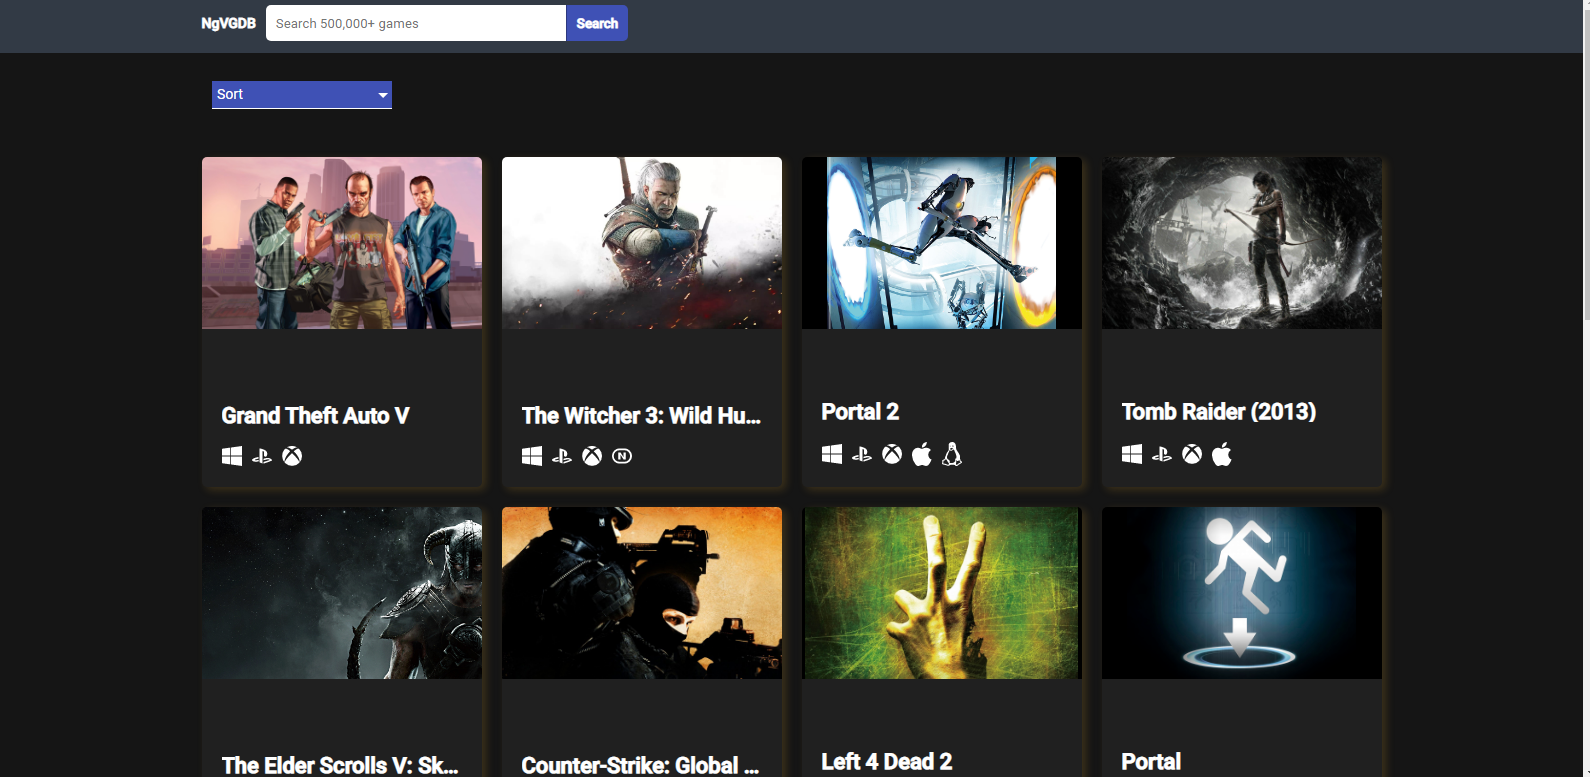 NgVGDB
Search 500,000+ games
Search
Sort
Grand Theft Auto V
The Witcher 3: Wild Hu...
Portal 2
Tomb Raider (2013)
The Elder Scrolls V: Sk...
Counter-Strike: Global ...
Left 4 Dead 2
Portal